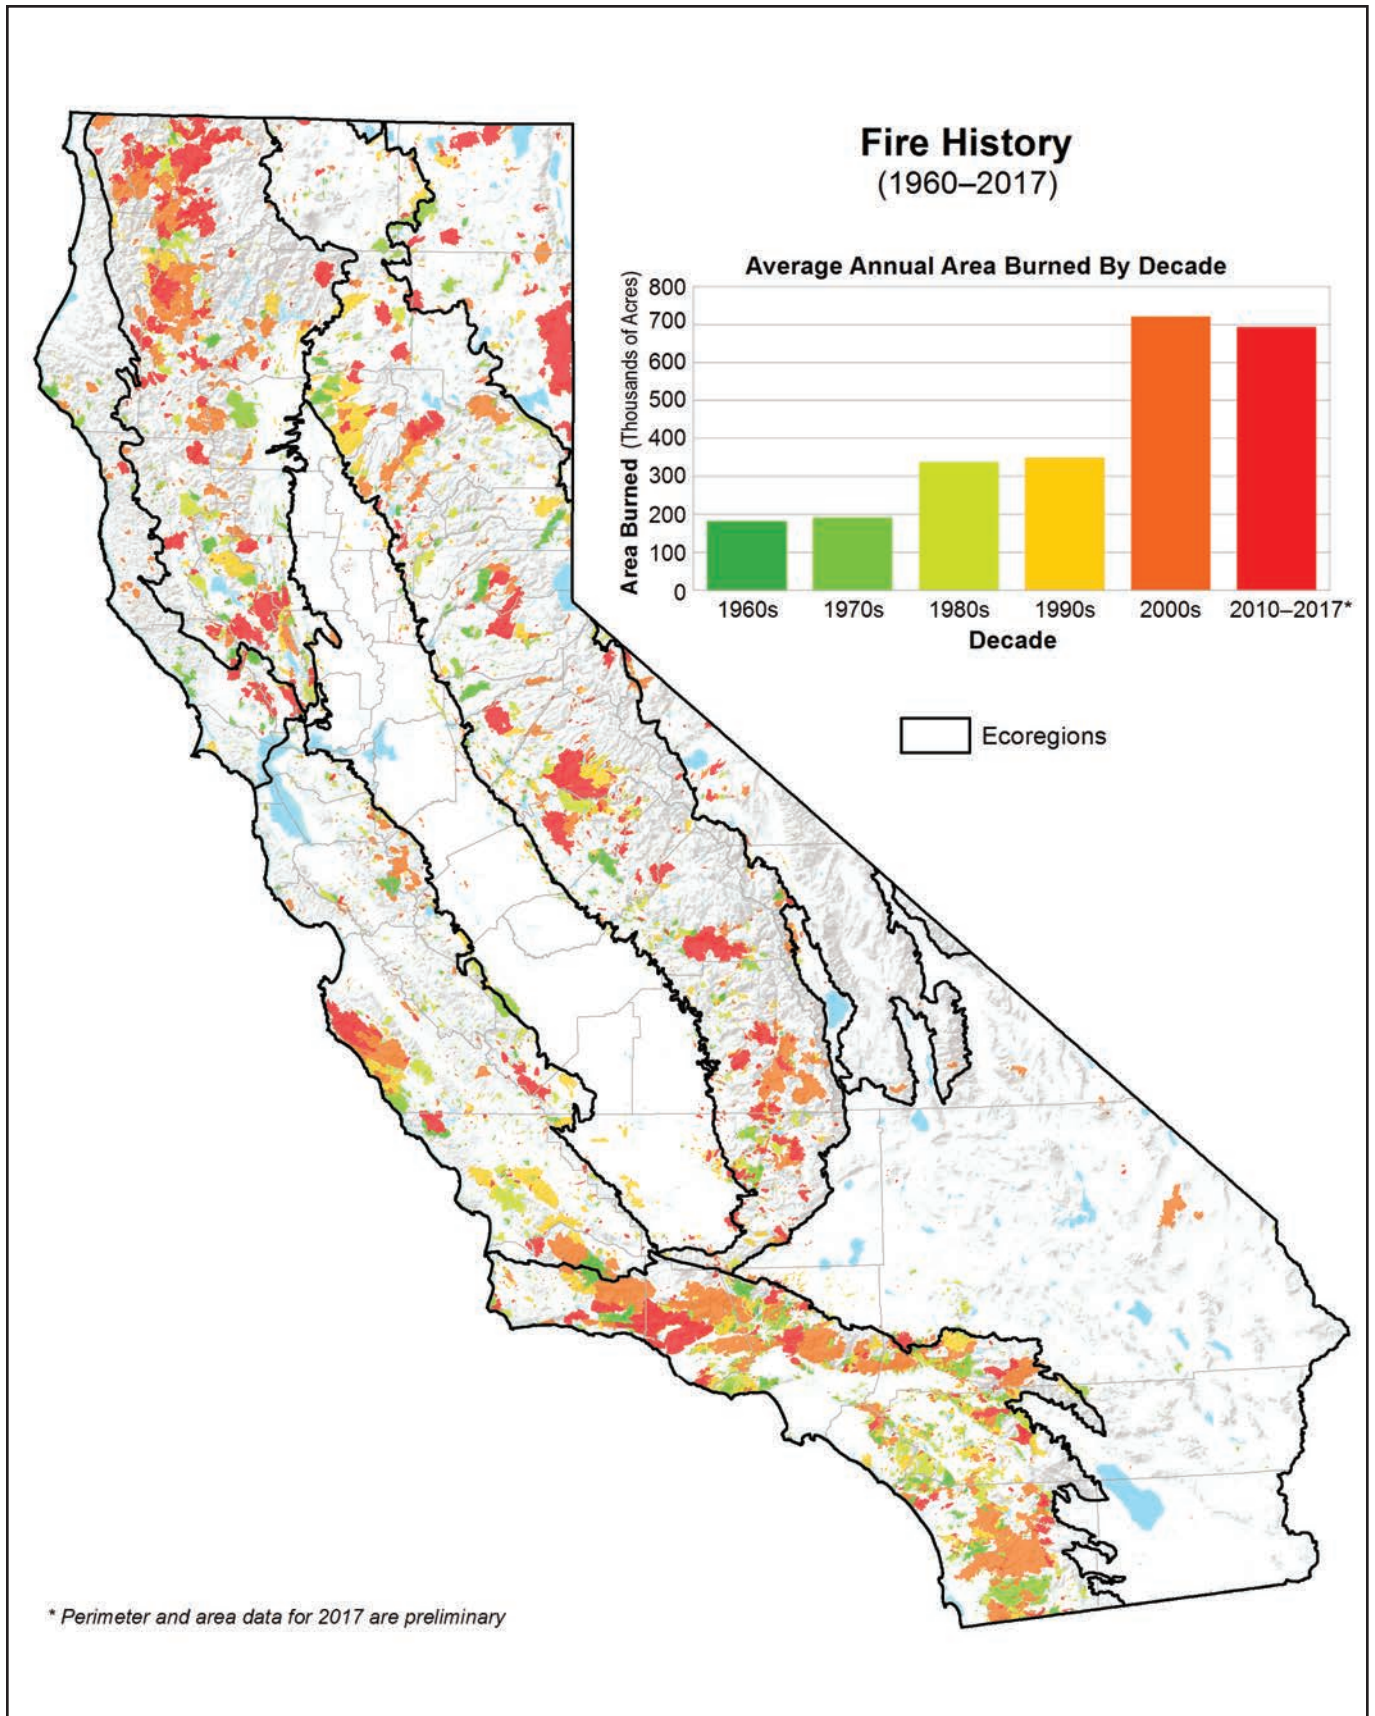 Fire History
(1960–2017)
Average Annual Area Burned By Decade
Area Burned (Thousands of Acres)
800
700
600
500
400
300
200
100
0
1960s 1970s 1980s 1990s 2000s 2010–2017*
Decade
Ecoregions
* Perimeter and area data for 2017 are preliminary